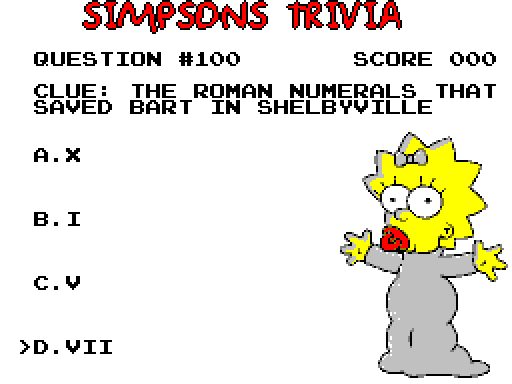 SIMPSONS TRIVIA
QUESTION #100 SCORE 000
CLUE: THE ROMAN NUMERALS THAT
SAVED BART IN SHELBYVILLE
A.X
B.I
C.V
>D.VII